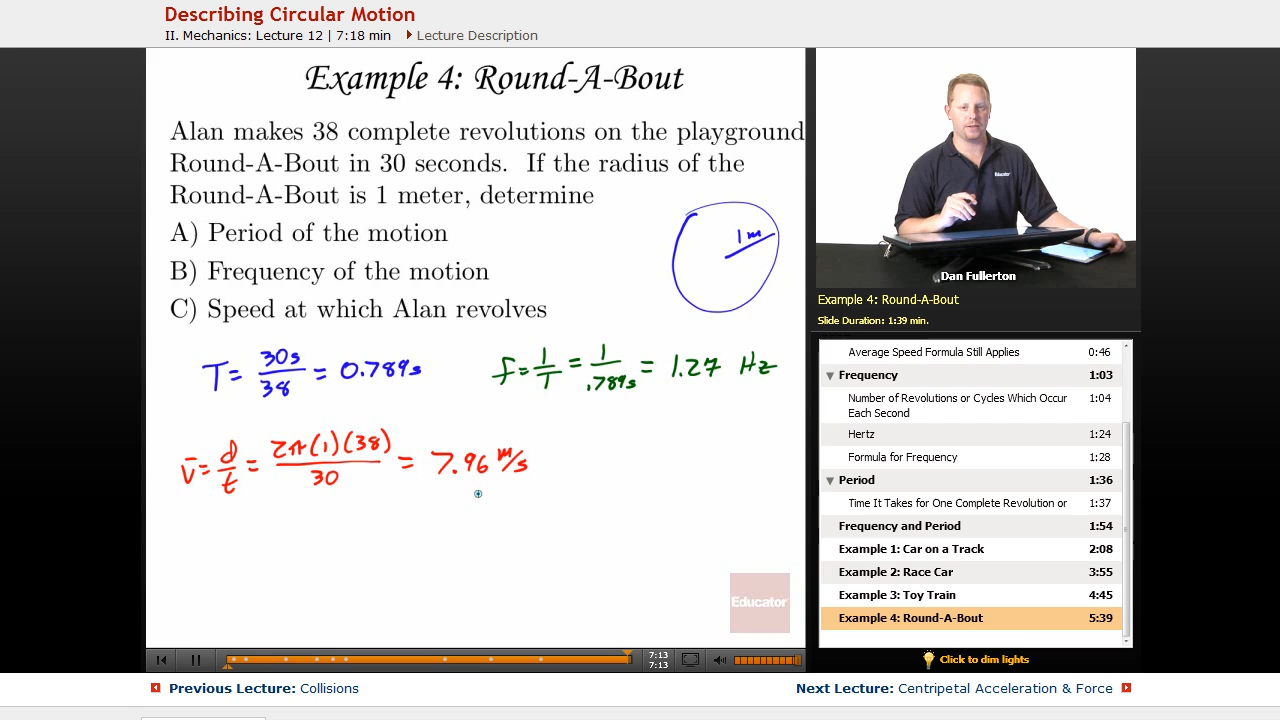 Describing Circular Motion
II. Mechanics: Lecture 12 | 7:18 min
Lecture Description
Example 4: Round-A-Bout
Alan makes 38 complete revolutions on the playground
Round-A-Bout in 30 seconds. If the radius of the
Round-A-Bout is 1 meter, determine
A) Period of the motion
B) Frequency of the motion
C) Speed at which Alan revolves
1 m
T = 30s/38 = 0.789s
f = 1/T = 1/.789s = 1.27 Hz
v̄ = d/t = 2π(1)(38)/30 = 7.96 m/s
Educator
7:13
7:13
Educator
Dan Fullerton
Example 4: Round-A-Bout
Slide Duration: 1:39 min.
Average Speed Formula Still Applies 0:46
Frequency 1:03
Number of Revolutions or Cycles Which Occur
Each Second 1:04
Hertz 1:24
Formula for Frequency 1:28
Period 1:36
Time It Takes for One Complete Revolution or 1:37
Frequency and Period 1:54
Example 1: Car on a Track 2:08
Example 2: Race Car 3:55
Example 3: Toy Train 4:45
Example 4: Round-A-Bout 5:39
Click to dim lights
Previous Lecture: Collisions
Next Lecture: Centripetal Acceleration & Force